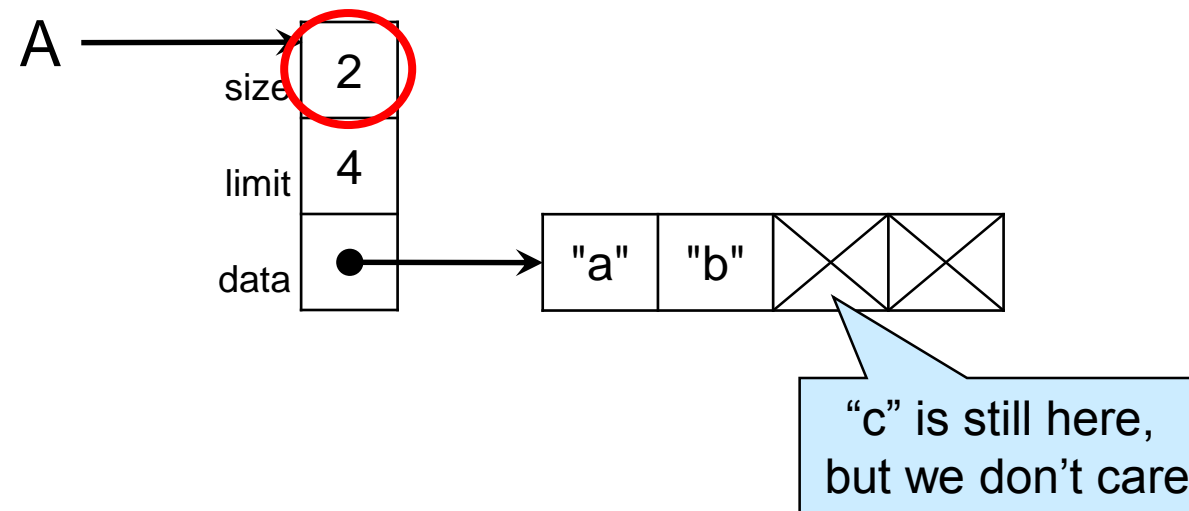 A
size 2
limit 4
data "a" "b"
“c” is still here,
but we don’t care